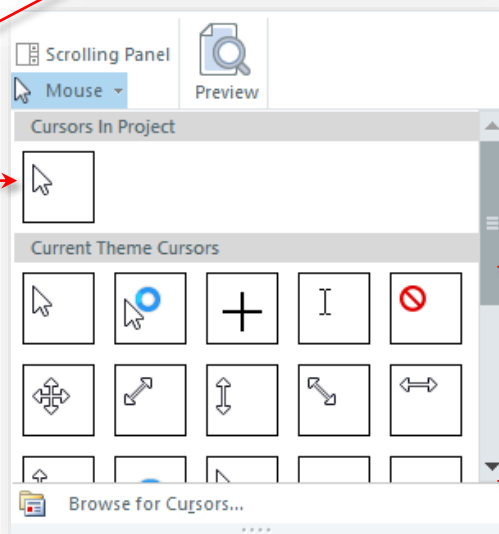 Scrolling Panel
Mouse
Preview
Cursors In Project
Current Theme Cursors
Browse for Cursors...